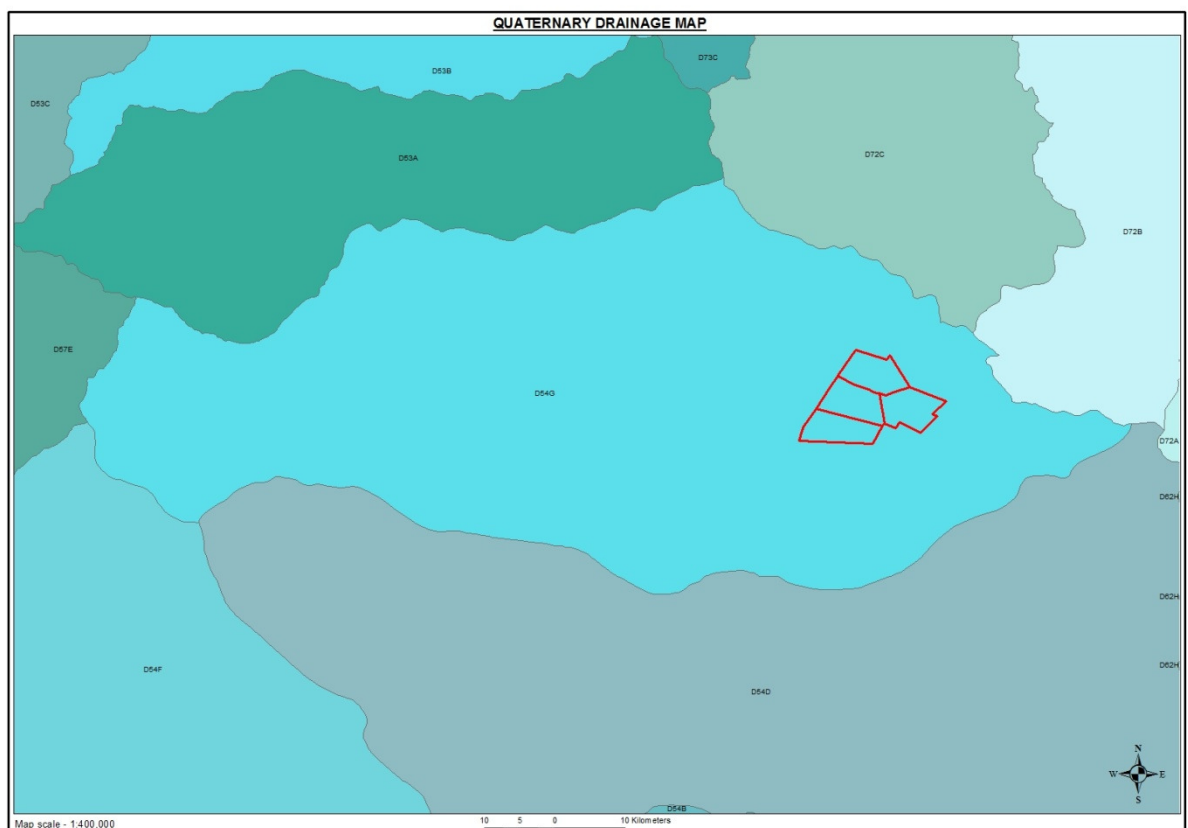 QUATERNARY DRAINAGE MAP
D73C
D53B
D53C
D53A
D72C
D72B
D57E
D54G
D72A
D62H
D62H
D62H
D54F
D54D
N
W E
S
D54B
Map scale - 1:400,000
10 5 0 10 Kilometers